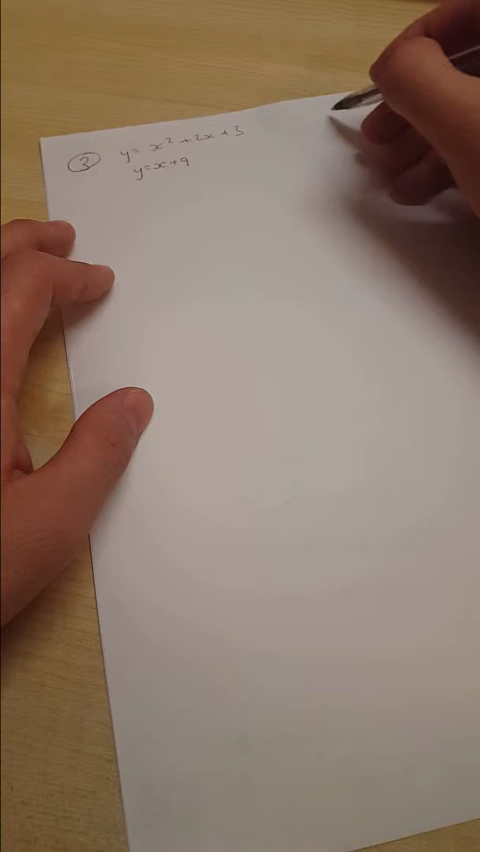 ③ y = x² + 2x + 3
y = x + 9